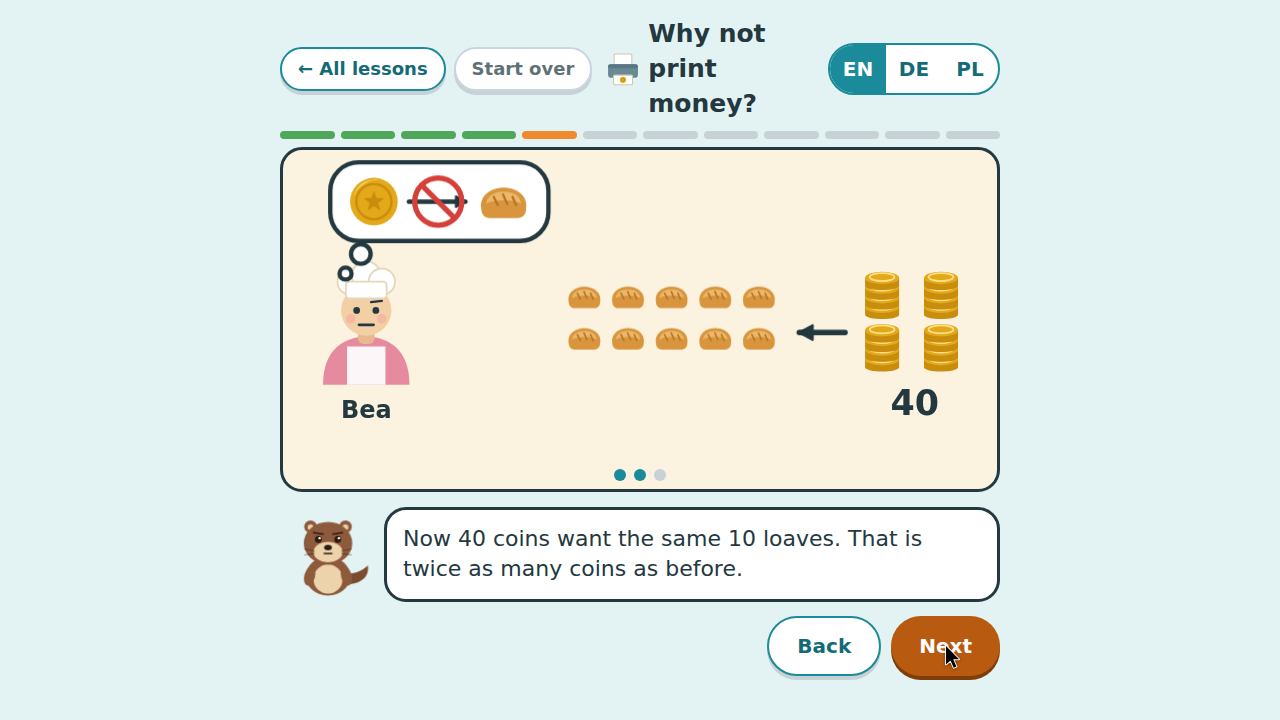 ← All lessons
Start over
Why not
print
money?
EN DE PL
Bea
40
Now 40 coins want the same 10 loaves. That is
twice as many coins as before.
Back
Next